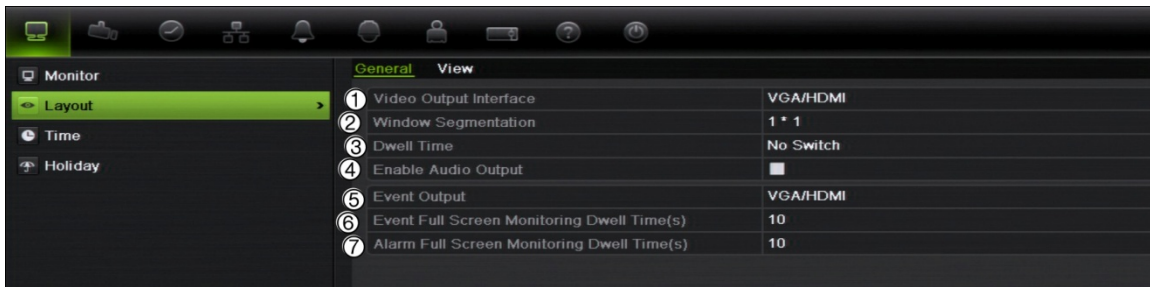 General View
Monitor
Layout >
Time
Holiday
1 Video Output Interface VGA/HDMI
2 Window Segmentation 1 * 1
3 Dwell Time No Switch
4 Enable Audio Output
5 Event Output VGA/HDMI
6 Event Full Screen Monitoring Dwell Time(s) 10
7 Alarm Full Screen Monitoring Dwell Time(s) 10